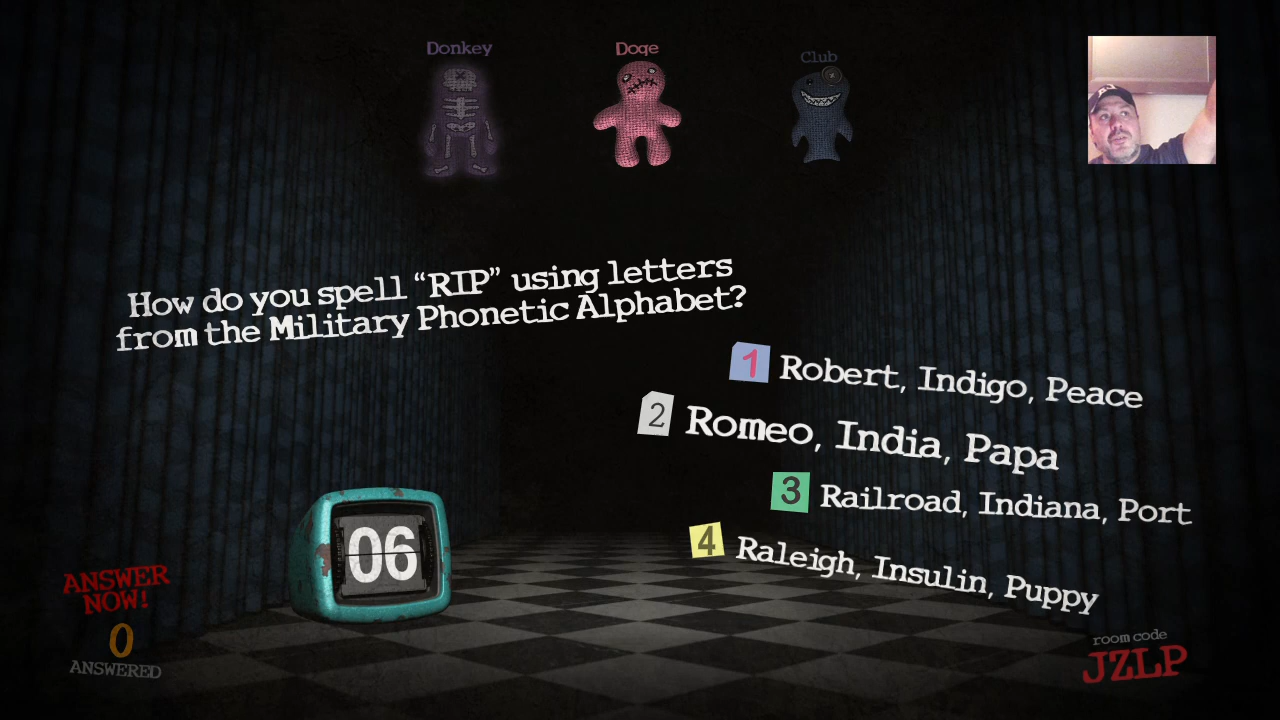 Donkey
Doqe
Club
How do you spell “RIP” using letters
from the Military Phonetic Alphabet?
1 Robert, Indigo, Peace
2 Romeo, India, Papa
3 Railroad, Indiana, Port
4 Raleigh, Insulin, Puppy
06
ANSWER
NOW!
0
ANSWERED
room code
JZLP